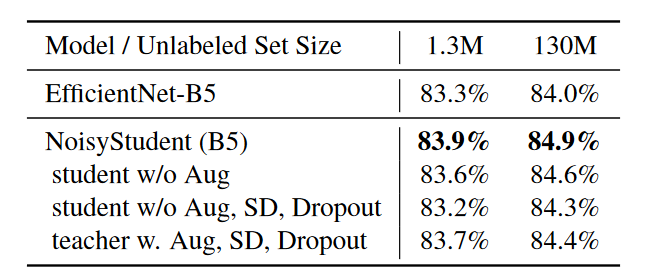 Model / Unlabeled Set Size 1.3M 130M
EfficientNet-B5 83.3% 84.0%
NoisyStudent (B5) 83.9% 84.9%
student w/o Aug 83.6% 84.6%
student w/o Aug, SD, Dropout 83.2% 84.3%
teacher w. Aug, SD, Dropout 83.7% 84.4%